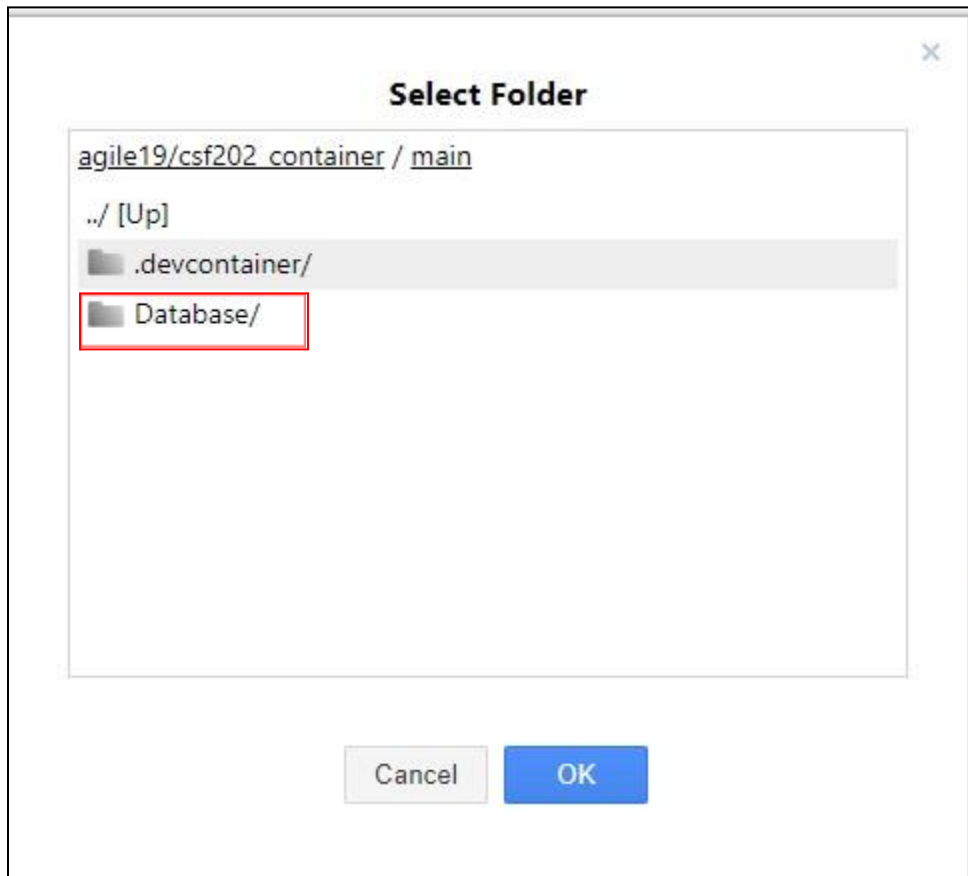 ×
Select Folder
agile19/csf202_container / main
../ [Up]
.devcontainer/
Database/
Cancel
OK